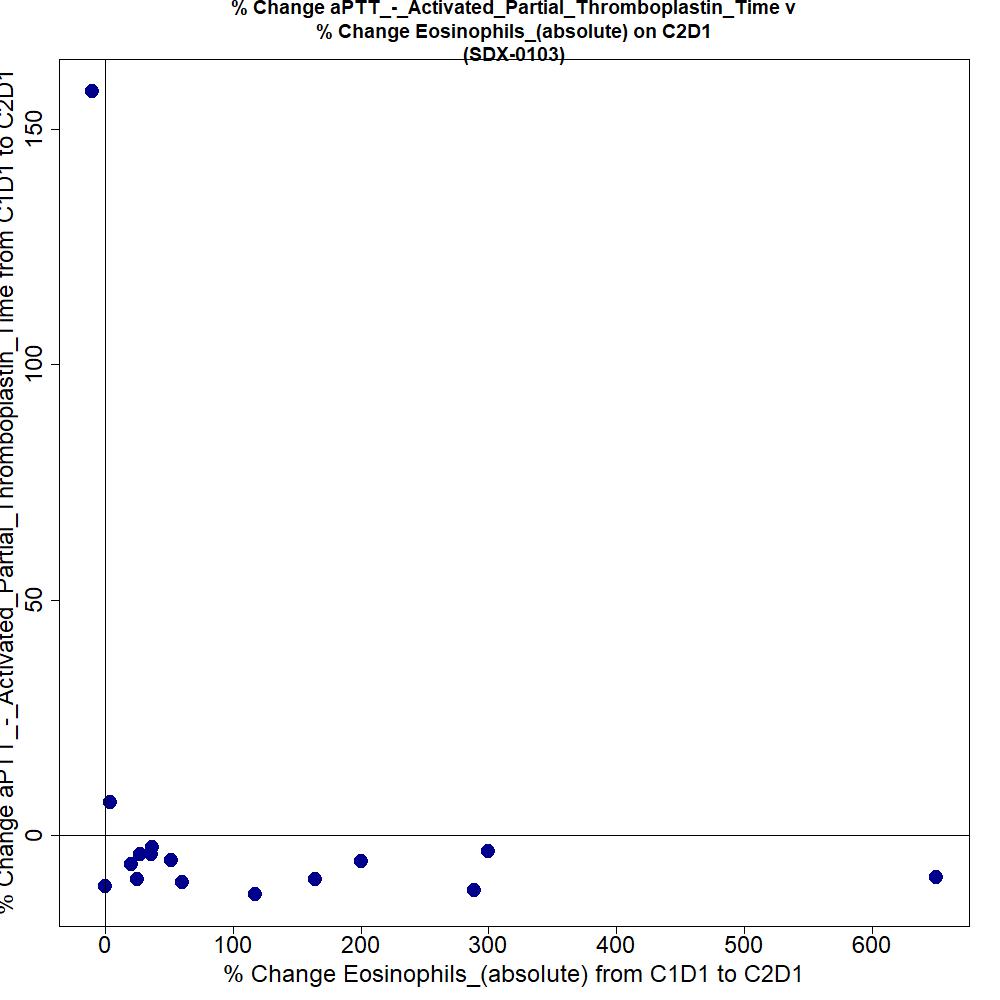 % Change aPTT_-_Activated_Partial_Thromboplastin_Time v
% Change Eosinophils_(absolute) on C2D1
(SDX-0103)
% Change aPTT_-_Activated_Partial_Thromboplastin_Time from C1D1 to C2D1
150
100
50
0
0 100 200 300 400 500 600
% Change Eosinophils_(absolute) from C1D1 to C2D1